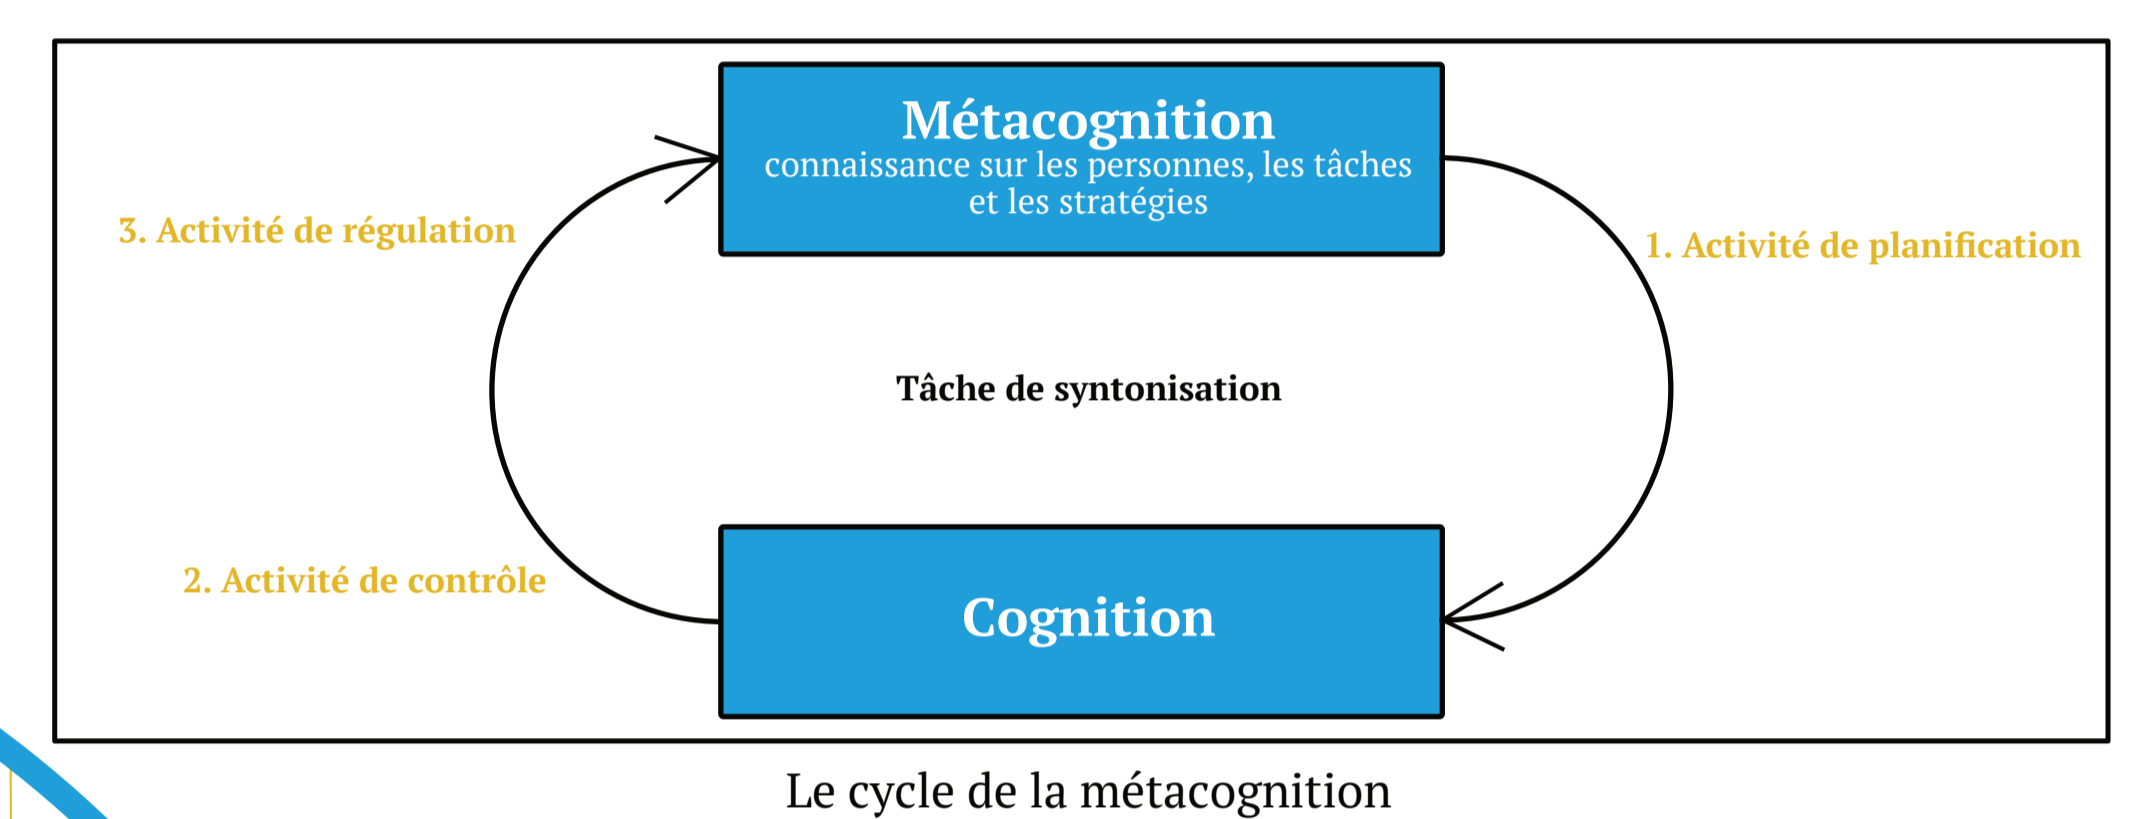 Métacognition
connaissance sur les personnes, les tâches
et les stratégies
3. Activité de régulation
1. Activité de planification
Tâche de syntonisation
2. Activité de contrôle
Cognition
Le cycle de la métacognition